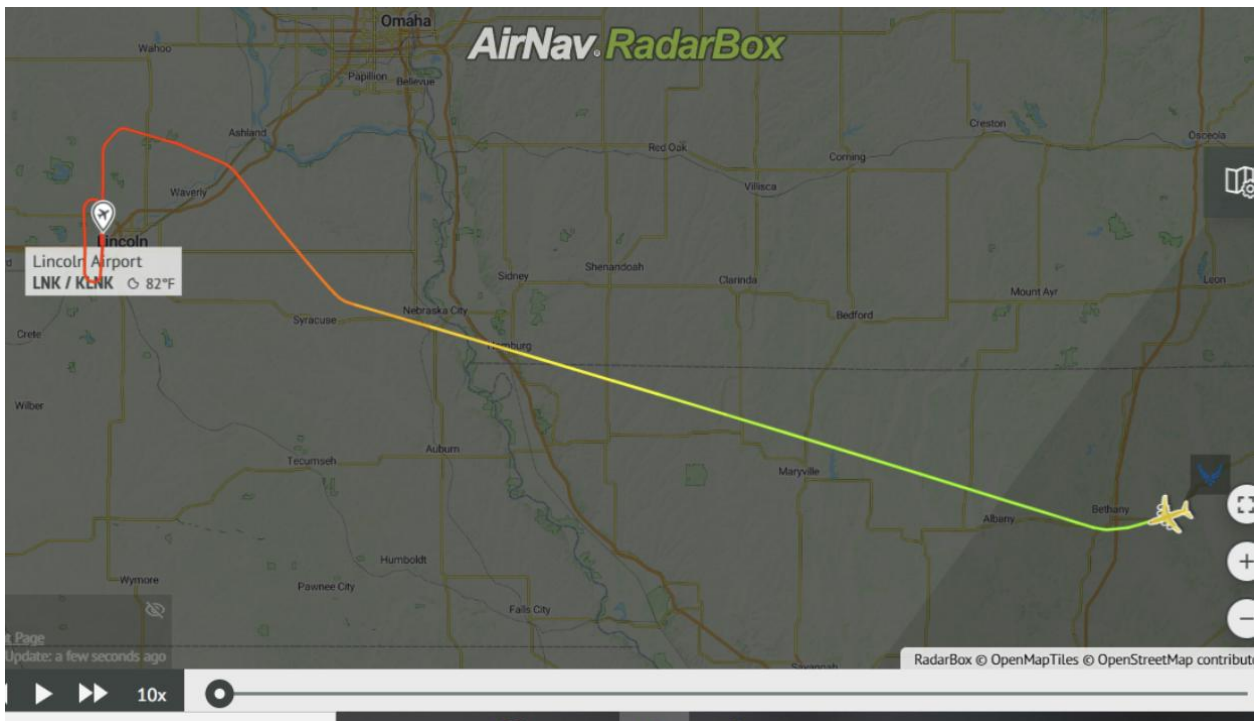 Omaha
AirNav RadarBox
Wahoo
Papillion
Bellevue
Ashland
Creston
Osceola
Red Oak
Corning
Waverly
Villisca
Lincoln
Lincoln Airport
LNK / KLNK 82°F
Shenandoah
Sidney
Clarinda
Leon
Mount Ayr
Nebraska City
Syracuse
Bedford
Crete
Hamburg
Wilber
Auburn
Tecumseh
Maryville
Bethany
Albany
Humboldt
Wymore
Pawnee City
Falls City
t Page
Update: a few seconds ago
Savannah
RadarBox © OpenMapTiles © OpenStreetMap contribut
10x